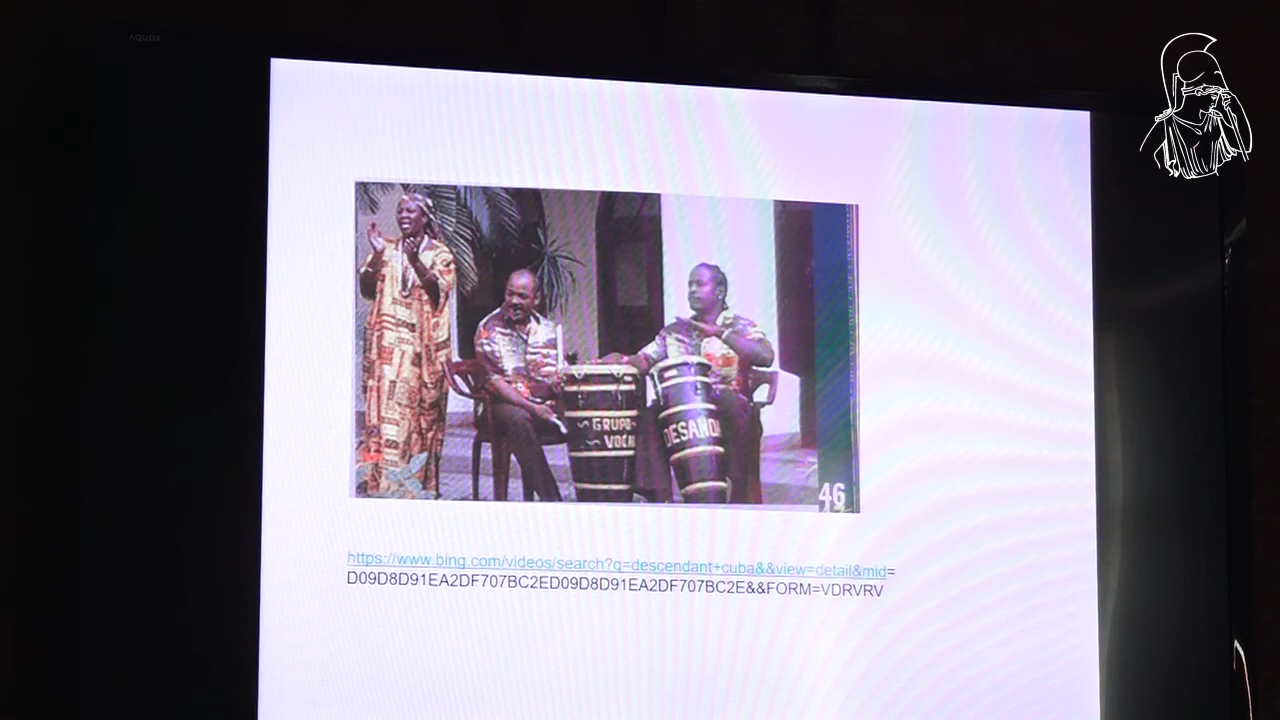 AQUOS
~ GRUPO ~
~ VOCAL
DESANDA
46
https://www.bing.com/videos/search?q=descendant+cuba&&view=detail&mid=
D09D8D91EA2DF707BC2ED09D8D91EA2DF707BC2E&&FORM=VDRVRV